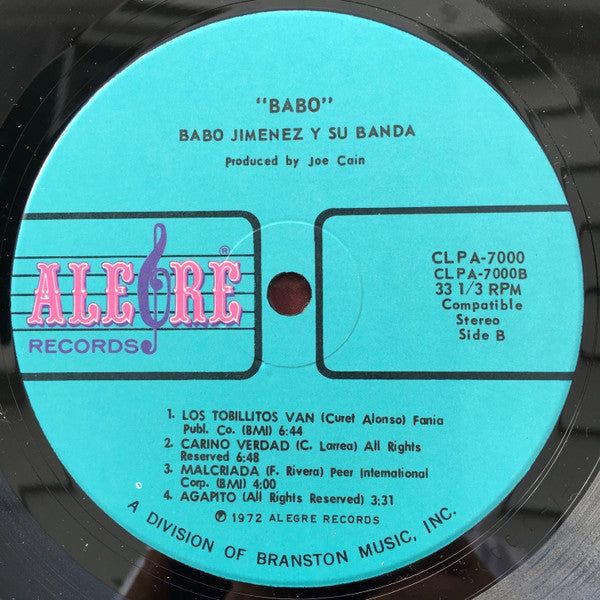 "BABO"
BABO JIMENEZ Y SU BANDA
Produced by Joe Cain
ALEGRE®
RECORDS
CLPA-7000
CLPA-7000B
33 1/3 RPM
Compatible
Stereo
Side B
1. LOS TOBILLITOS VAN (Curet Alonso) Fania
Publ. Co. (BMI) 6:44
2. CARINO VERDAD (C. Larrea) All Rights
Reserved 6:48
3. MALCRIADA (F. Rivera) Peer International
Corp. (BMI) 4:00
4. AGAPITO (All Rights Reserved) 3:31
℗ 1972 ALEGRE RECORDS
A DIVISION OF BRANSTON MUSIC, INC.